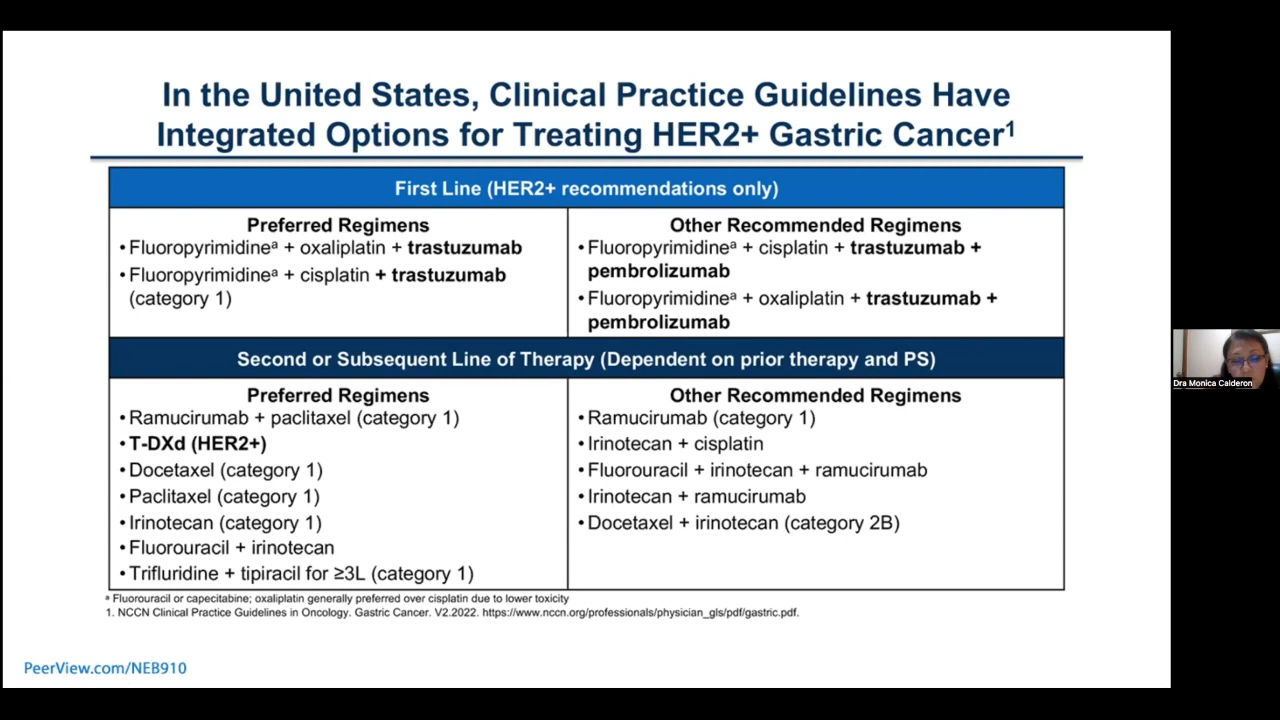 In the United States, Clinical Practice Guidelines Have
Integrated Options for Treating HER2+ Gastric Cancer¹
First Line (HER2+ recommendations only)
Preferred Regimens
• Fluoropyrimidineᵃ + oxaliplatin + trastuzumab
• Fluoropyrimidineᵃ + cisplatin + trastuzumab
(category 1)
Other Recommended Regimens
• Fluoropyrimidineᵃ + cisplatin + trastuzumab +
pembrolizumab
• Fluoropyrimidineᵃ + oxaliplatin + trastuzumab +
pembrolizumab
Second or Subsequent Line of Therapy (Dependent on prior therapy and PS)
Preferred Regimens
• Ramucirumab + paclitaxel (category 1)
• T-DXd (HER2+)
• Docetaxel (category 1)
• Paclitaxel (category 1)
• Irinotecan (category 1)
• Fluorouracil + irinotecan
• Trifluridine + tipiracil for ≥3L (category 1)
Other Recommended Regimens
• Ramucirumab (category 1)
• Irinotecan + cisplatin
• Fluorouracil + irinotecan + ramucirumab
• Irinotecan + ramucirumab
• Docetaxel + irinotecan (category 2B)
ᵃ Fluorouracil or capecitabine; oxaliplatin generally preferred over cisplatin due to lower toxicity
1. NCCN Clinical Practice Guidelines in Oncology. Gastric Cancer. V2.2022. https://www.nccn.org/professionals/physician_gls/pdf/gastric.pdf.
PeerView.com/NEB910
Dra Monica Calderon